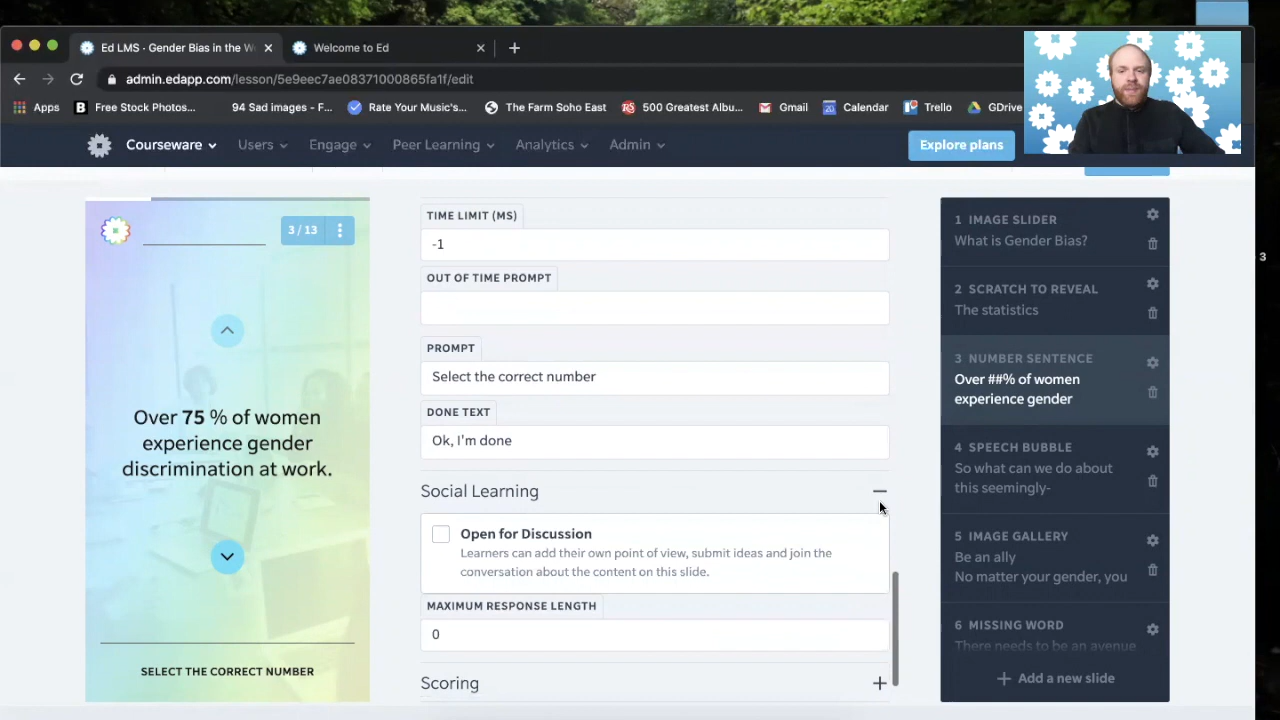 Ed LMS - Gender Bias in the W
Welcome to Ed
admin.edapp.com
/edit
Apps
Free Stock Photos...
94 Sad images - F...
Rate Your Music's...
The Farm Soho East
500 Greatest Albu...
Gmail
Calendar
Trello
GDrive
Courseware
Users
Engage
Peer Learning
Analytics
Admin
Explore plans
3 / 13
Over 75 % of women
experience gender
discrimination at work.
SELECT THE CORRECT NUMBER
TIME LIMIT (MS)
-1
OUT OF TIME PROMPT
PROMPT
Select the correct number
DONE TEXT
Ok, I'm done
Social Learning
Open for Discussion
Learners can add their own point of view, submit ideas and join the
conversation about the content on this slide.
MAXIMUM RESPONSE LENGTH
0
Scoring
1 IMAGE SLIDER
What is Gender Bias?
2 SCRATCH TO REVEAL
The statistics
3 NUMBER SENTENCE
Over ##% of women
experience gender
4 SPEECH BUBBLE
So what can we do about
this seemingly-
5 IMAGE GALLERY
Be an ally
No matter your gender, you
6 MISSING WORD
There needs to be an avenue
Add a new slide
3